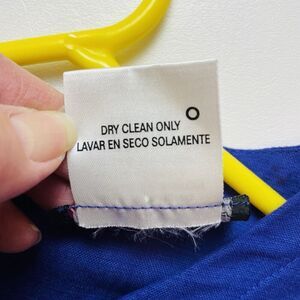 DRY CLEAN ONLY
LAVAR EN SECO SOLAMENTE